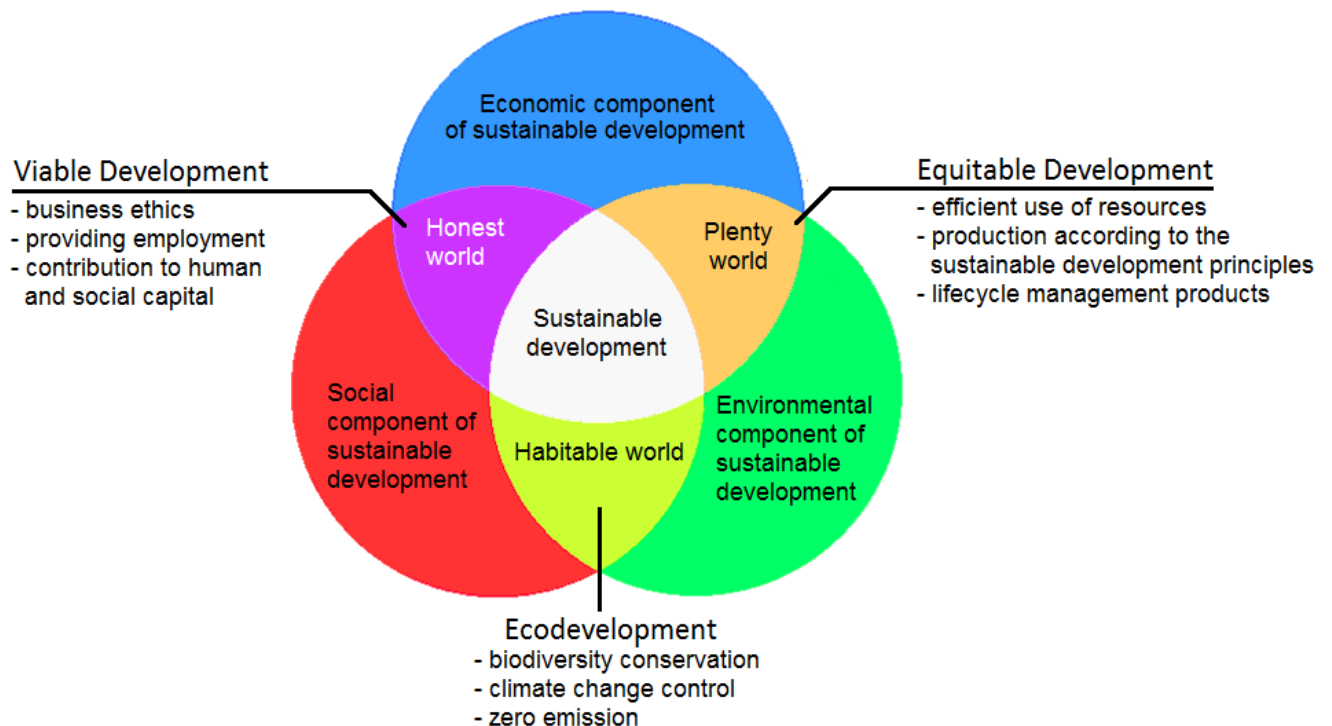 Economic component
of sustainable development
Viable Development
- business ethics
- providing employment
- contribution to human
and social capital
Equitable Development
- efficient use of resources
- production according to the
sustainable development principles
- lifecycle management products
Honest
world
Plenty
world
Sustainable
development
Social
component of
sustainable
development
Environmental
component of
sustainable
development
Habitable world
Ecodevelopment
- biodiversity conservation
- climate change control
- zero emission